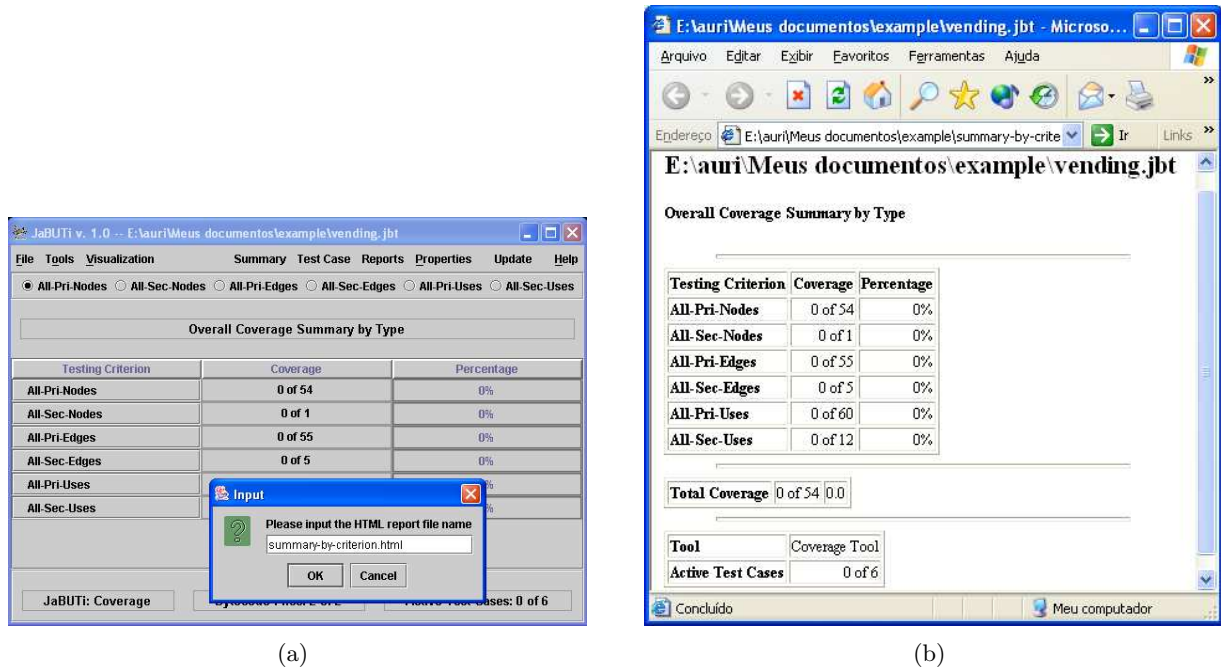 JaBUTi v. 1.0 -- E:\auri\Meus documentos\example\vending.jbt
File Tools Visualization Summary Test Case Reports Properties Update Help
All-Pri-Nodes All-Sec-Nodes All-Pri-Edges All-Sec-Edges All-Pri-Uses All-Sec-Uses
Overall Coverage Summary by Type
Testing Criterion Coverage Percentage
All-Pri-Nodes 0 of 54 0%
All-Sec-Nodes 0 of 1 0%
All-Pri-Edges 0 of 55 0%
All-Sec-Edges 0 of 5 0%
All-Pri-Uses
All-Sec-Uses
Input
Please input the HTML report file name
summary-by-criterion.html
OK Cancel
JaBUTi: Coverage
(a)
E:\auri\Meus documentos\example\vending.jbt - Microso...
Arquivo Editar Exibir Favoritos Ferramentas Ajuda »
Endereço E:\auri\Meus documentos\example\summary-by-crite Ir Links »
E:\auri\Meus documentos\example\vending.jbt
Overall Coverage Summary by Type
Testing Criterion Coverage Percentage
All-Pri-Nodes 0 of 54 0%
All-Sec-Nodes 0 of 1 0%
All-Pri-Edges 0 of 55 0%
All-Sec-Edges 0 of 5 0%
All-Pri-Uses 0 of 60 0%
All-Sec-Uses 0 of 12 0%
Total Coverage 0 of 54 0.0
Tool Coverage Tool
Active Test Cases 0 of 6
Concluído Meu computador
(b)